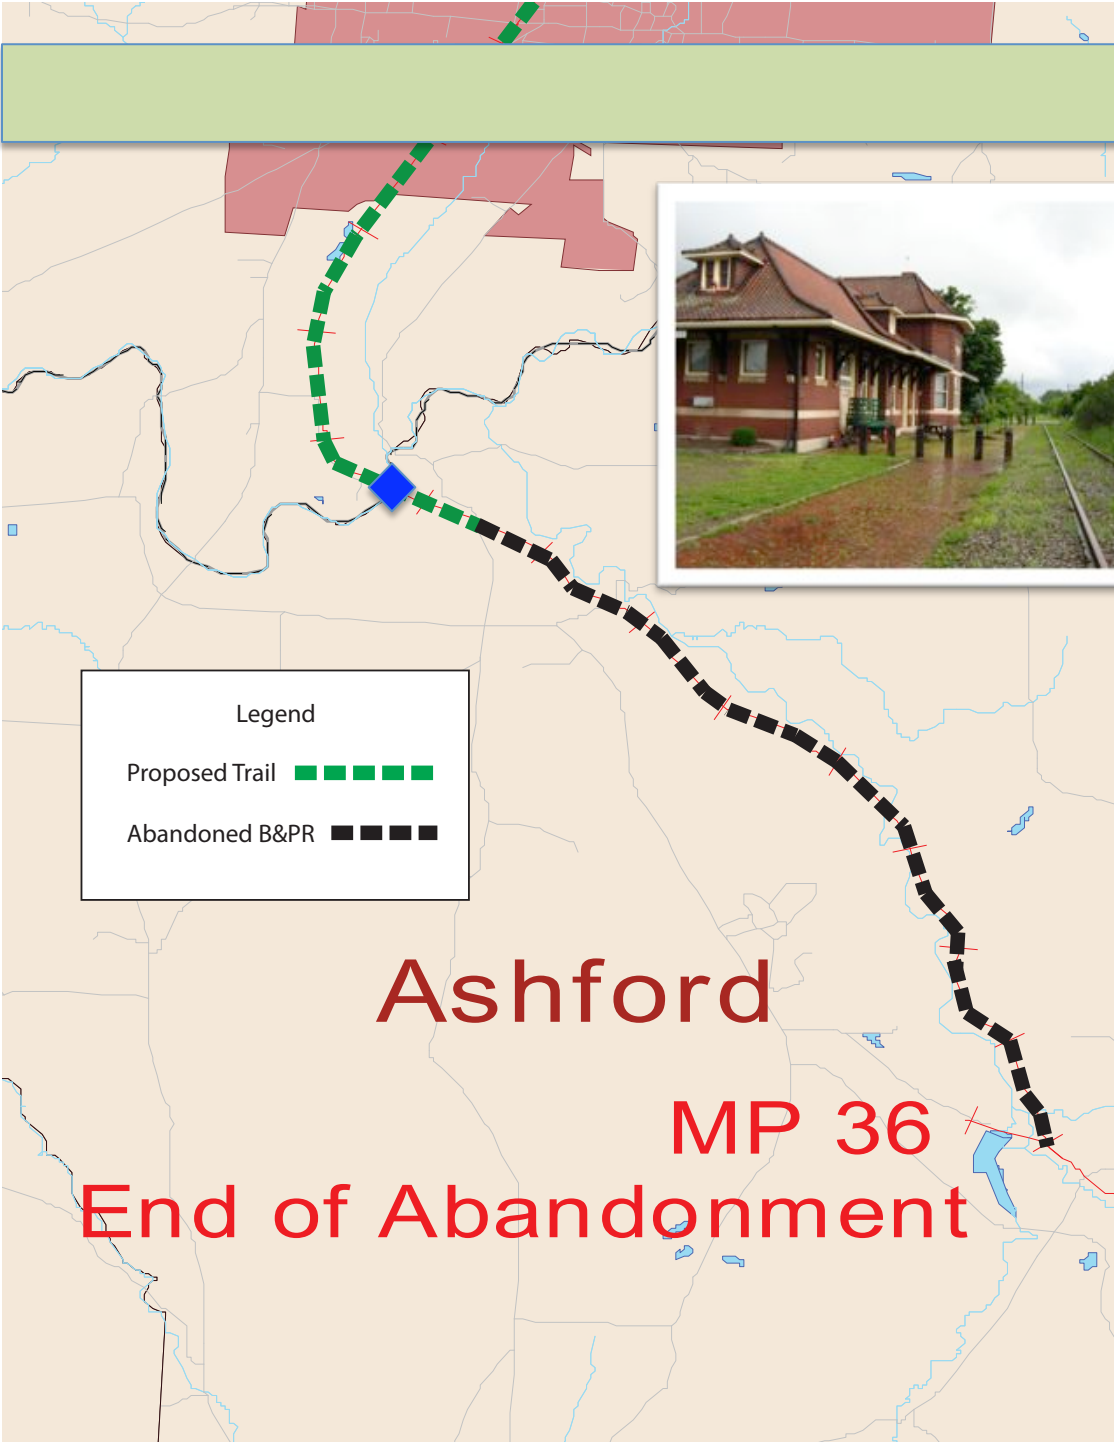 Legend
Proposed Trail
Abandoned B&PR
Ashford
MP 36
End of Abandonment